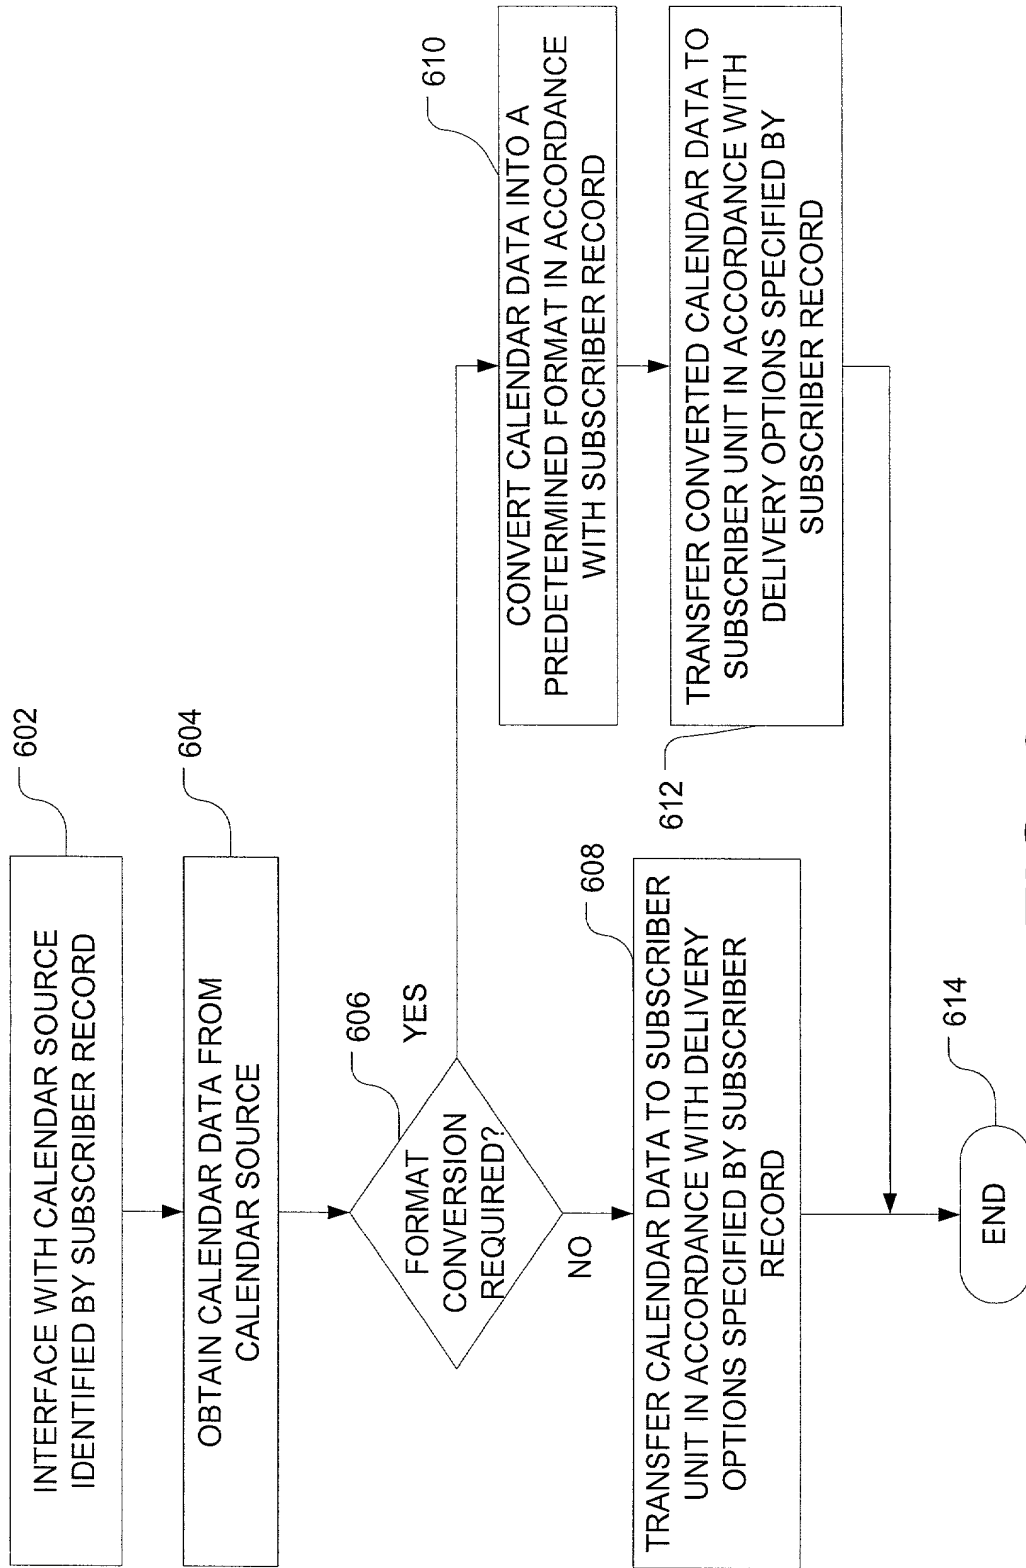 INTERFACE WITH CALENDAR SOURCE
IDENTIFIED BY SUBSCRIBER RECORD
602
OBTAIN CALENDAR DATA FROM
CALENDAR SOURCE
604
FORMAT
CONVERSION
REQUIRED?
606
YES
NO
CONVERT CALENDAR DATA INTO A
PREDETERMINED FORMAT IN ACCORDANCE
WITH SUBSCRIBER RECORD
610
TRANSFER CONVERTED CALENDAR DATA TO
SUBSCRIBER UNIT IN ACCORDANCE WITH
DELIVERY OPTIONS SPECIFIED BY
SUBSCRIBER RECORD
612
TRANSFER CALENDAR DATA TO SUBSCRIBER
UNIT IN ACCORDANCE WITH DELIVERY
OPTIONS SPECIFIED BY SUBSCRIBER
RECORD
608
END
614